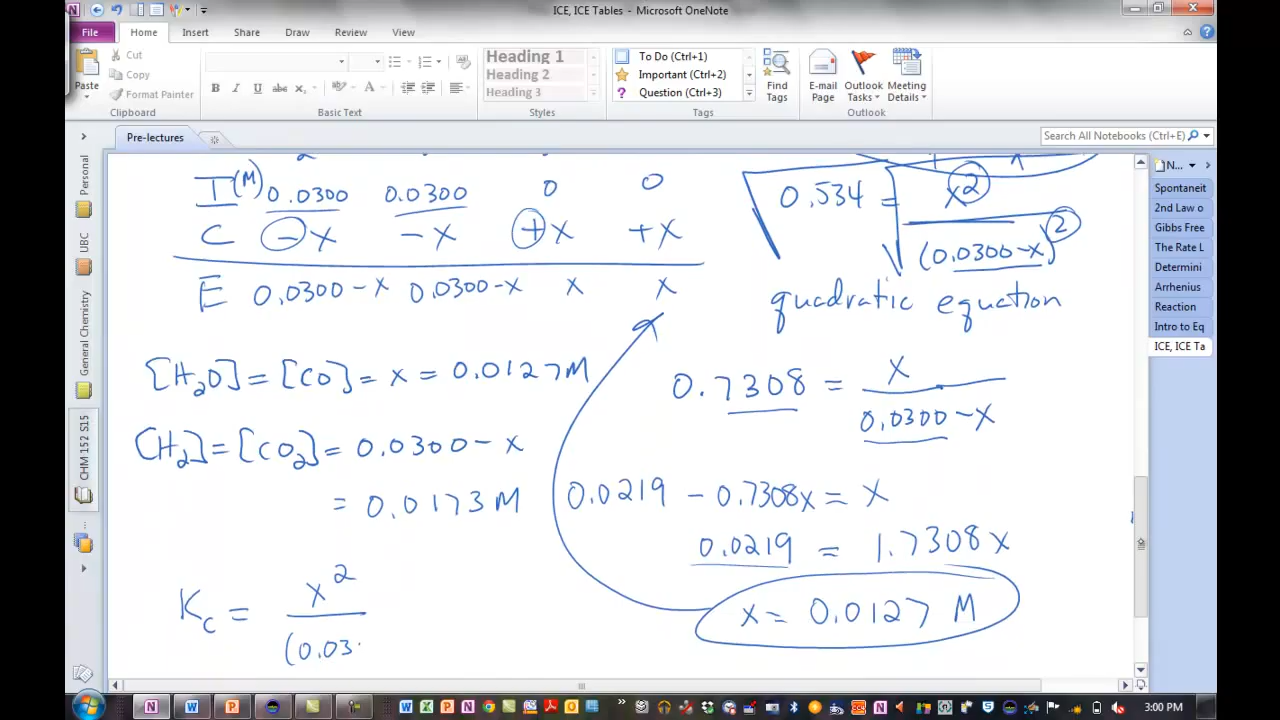 ICE, ICE Tables - Microsoft OneNote
File Home Insert Share Draw Review View
Cut
Copy
Format Painter
Paste
B I U abc x₂ A
Heading 1
Heading 2
Heading 3
To Do (Ctrl+1)
Important (Ctrl+2)
Question (Ctrl+3)
Find Tags
E-mail Page
Outlook Tasks
Meeting Details
Clipboard Basic Text Styles Tags Outlook
Pre-lectures
Search All Notebooks (Ctrl+E)
Personal
UBC
General Chemistry
CHM 152 S15
N...
Spontaneit
2nd Law o
Gibbs Free
The Rate L
Determini
Arrhenius
Reaction
Intro to Eq
ICE, ICE Ta
I (M) 0.0300 0.0300 0 0
C -x -x +x +x
E 0.0300-x 0.0300-x x x
[H₂O] = [CO] = x = 0.0127 M
[H₂] = [CO₂] = 0.0300 - x
= 0.0173 M
Kc = x²
(0.03
√0.534 = √x²
(0.0300-x)²
quadratic equation
0.7308 = x
0.0300-x
0.0219 - 0.7308x = x
0.0219 = 1.7308x
x = 0.0127 M
3:00 PM